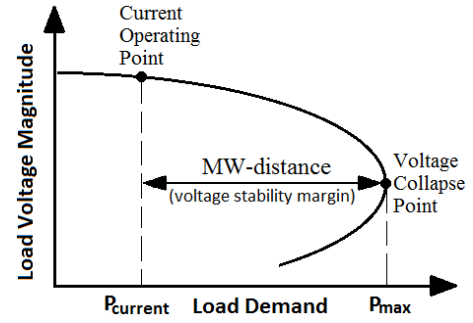 Current
Operating
Point
Load Voltage Magnitude
MW-distance
(voltage stability margin)
Voltage
Collapse
Point
Pcurrent
Load Demand
Pmax